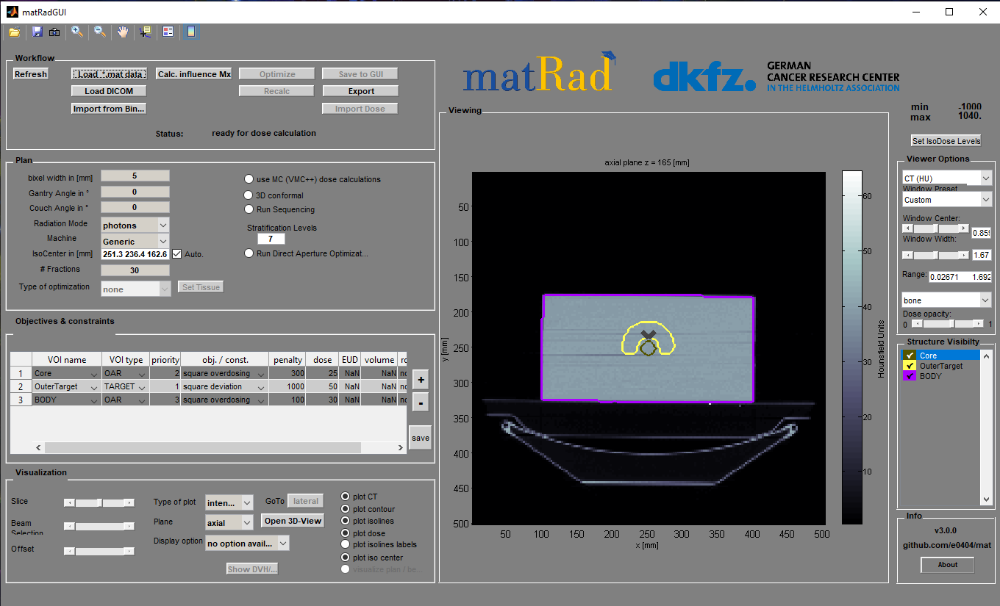 matRadGUI
Workflow
Refresh
Load *.mat data
Calc. influence Mx
Optimize
Save to GUI
Load DICOM
Recalc
Export
Import from Bin...
Import Dose
Status:
ready for dose calculation
Plan
bixel width in [mm]
5
Gantry Angle in °
0
Couch Angle in °
0
Radiation Mode
photons
Machine
Generic
IsoCenter in [mm]
251.3 236.4 162.6
Auto.
# Fractions
30
Type of optimization
none
Set Tissue
use MC (VMC++) dose calculations
3D conformal
Run Sequencing
Stratification Levels
7
Run Direct Aperture Optimizat...
Objectives & constraints
VOI name VOI type priority obj. / const. penalty dose EUD volume ro
1 Core OAR 2 square overdosing 300 25 NaN NaN no
2 OuterTarget TARGET 1 square deviation 1000 50 NaN NaN no
3 BODY OAR 3 square overdosing 100 30 NaN NaN no
+
-
save
Visualization
Slice
Beam
Selection
Offset
Type of plot
inten...
GoTo
lateral
Plane
axial
Open 3D-View
Display option
no option avail...
Show DVH/...
plot CT
plot contour
plot isolines
plot dose
plot isolines labels
plot iso center
visualize plan / be...
matRad
dkfz.
GERMAN
CANCER RESEARCH CENTER
IN THE HELMHOLTZ ASSOCIATION
Viewing
axial plane z = 165 [mm]
50
100
150
200
250
300
350
400
450
500
y [mm]
50 100 150 200 250 300 350 400 450 500
x [mm]
60
50
40
30
20
10
Hounsfield Units
min -1000
max 1040.
Set IsoDose Levels
Viewer Options
CT (HU)
Window Preset
Custom
Window Center:
0.859
Window Width:
1.67
Range:
0.02671 1.692
bone
Dose opacity:
0 1
Structure Visibilty
Core
OuterTarget
BODY
Info
v3.0.0
github.com/e0404/mat
About